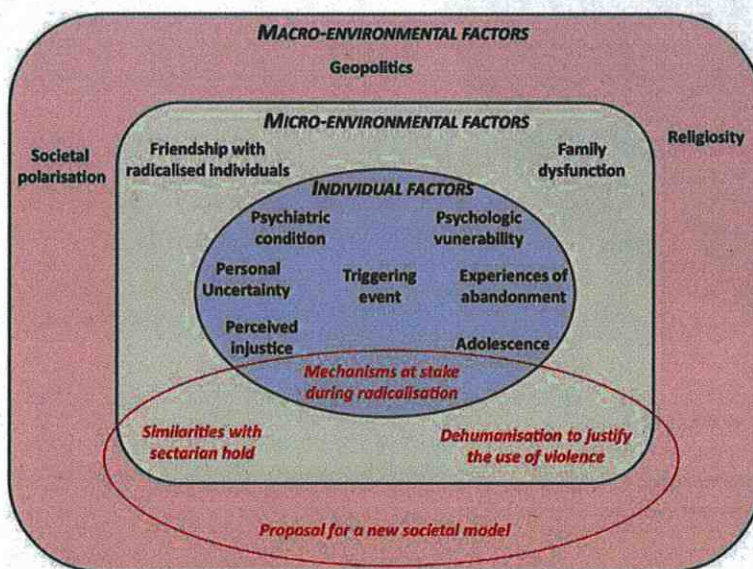 MACRO-ENVIRONMENTAL FACTORS
Geopolitics
MICRO-ENVIRONMENTAL FACTORS
Societal
polarisation
Friendship with
radicalised individuals
Family
dysfunction
Religiosity
INDIVIDUAL FACTORS
Psychiatric
condition
Psychologic
vunerability
Personal
Uncertainty
Triggering
event
Experiences of
abandonment
Perceived
injustice
Adolescence
Mechanisms at stake
during radicalisation
Similarities with
sectarian hold
Dehumanisation to justify
the use of violence
Proposal for a new societal model